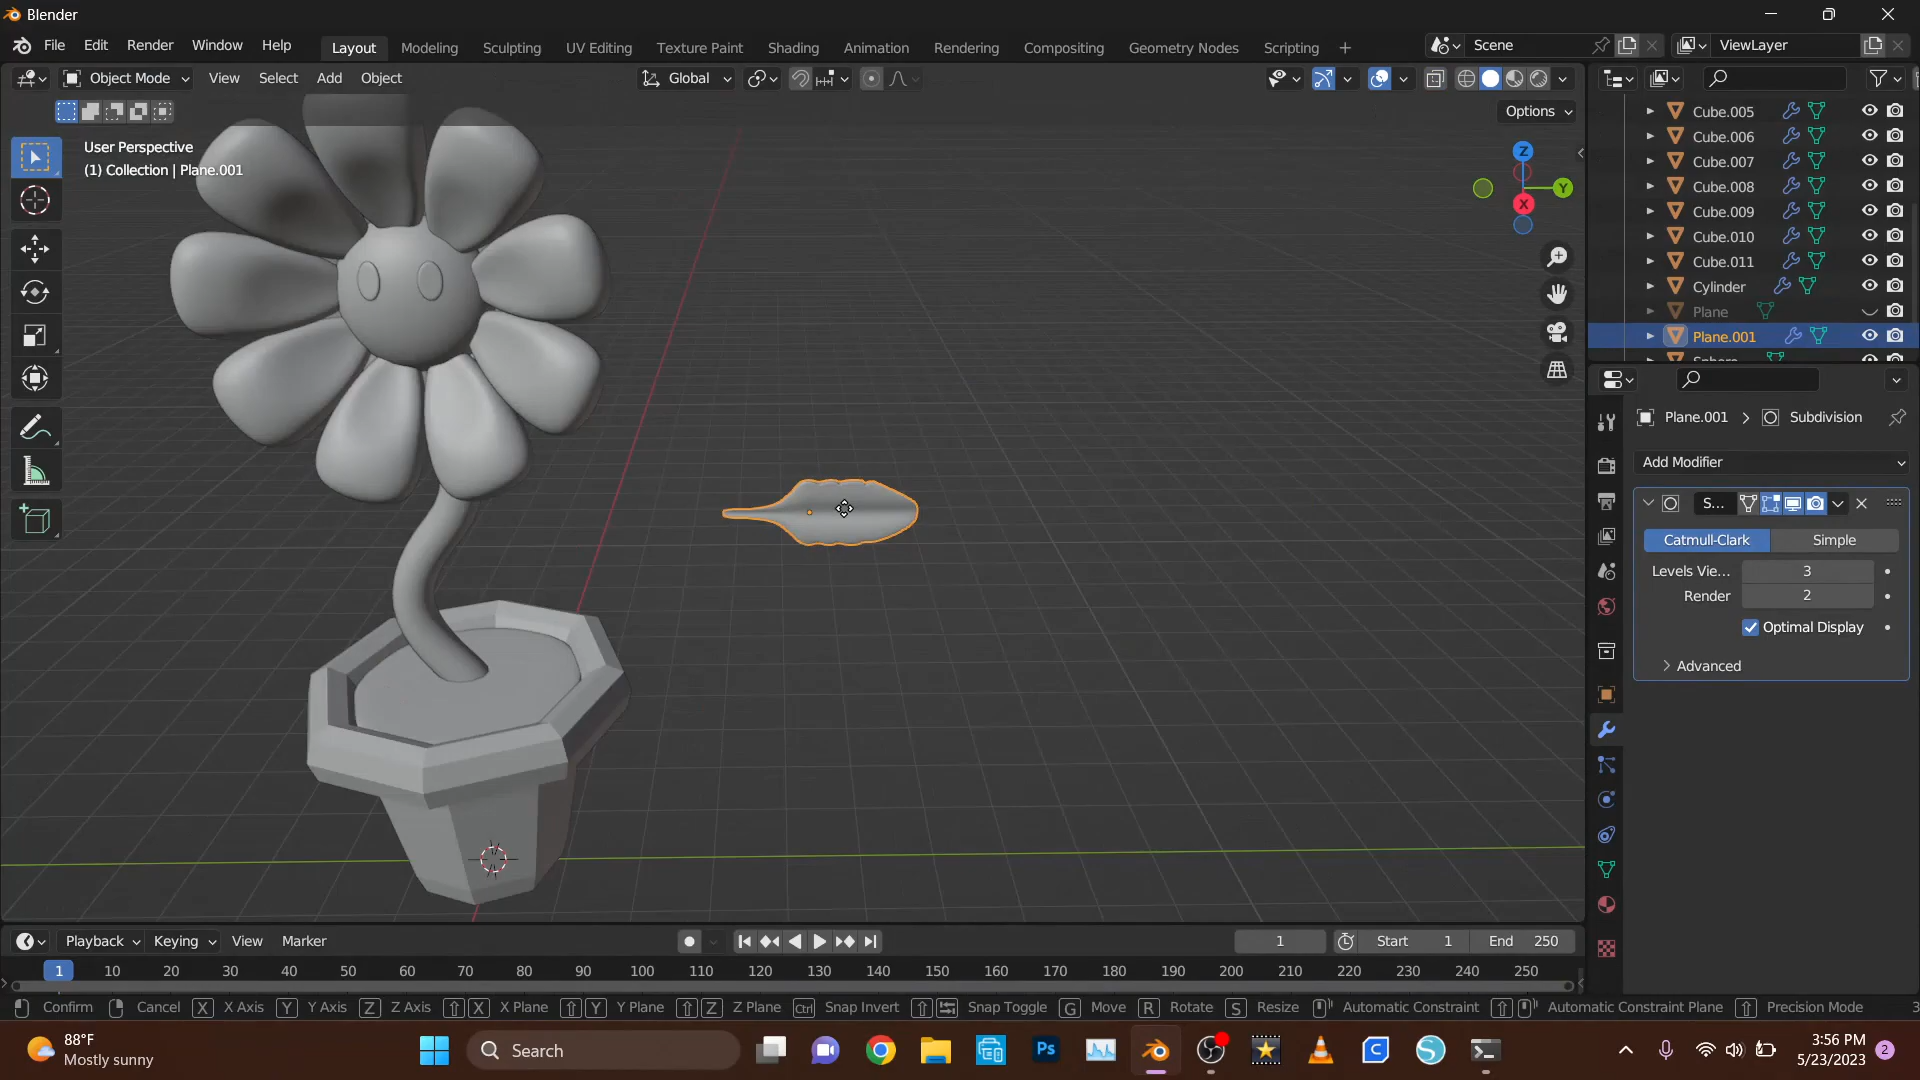 Blender
File Edit Render Window Help Layout Modeling Sculpting UV Editing Texture Paint Shading Animation Rendering Compositing Geometry Nodes Scripting + Scene ViewLayer
Object Mode View Select Add Object Global
Options
User Perspective
(1) Collection | Plane.001
Z
Y
X
Cube.005
Cube.006
Cube.007
Cube.008
Cube.009
Cube.010
Cube.011
Cylinder
Plane
Plane.001
Plane.001 > Subdivision
Add Modifier
S...
Catmull-Clark Simple
Levels Vie... 3
Render 2
Optimal Display
Advanced
Playback Keying View Marker 1 Start 1 End 250
1 10 20 30 40 50 60 70 80 90 100 110 120 130 140 150 160 170 180 190 200 210 220 230 240 250
Confirm Cancel X X Axis Y Y Axis Z Z Axis X X Plane Y Y Plane Z Z Plane Ctrl Snap Invert Snap Toggle G Move R Rotate S Resize Automatic Constraint Automatic Constraint Plane Precision Mode
88°F
Mostly sunny
Search
Ps
C
3:56 PM
5/23/2023
2